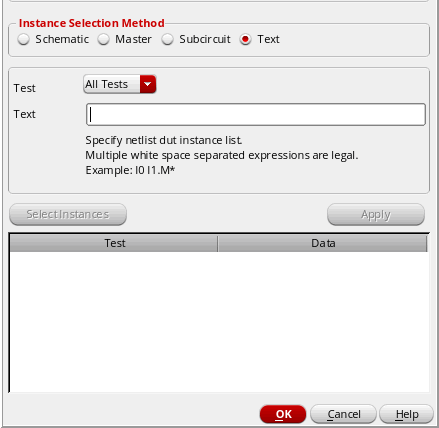 Instance Selection Method
Schematic Master Subcircuit Text
Test All Tests
Text
Specify netlist dut instance list.
Multiple white space separated expressions are legal.
Example: I0 I1.M*
Select Instances Apply
Test Data
OK Cancel Help